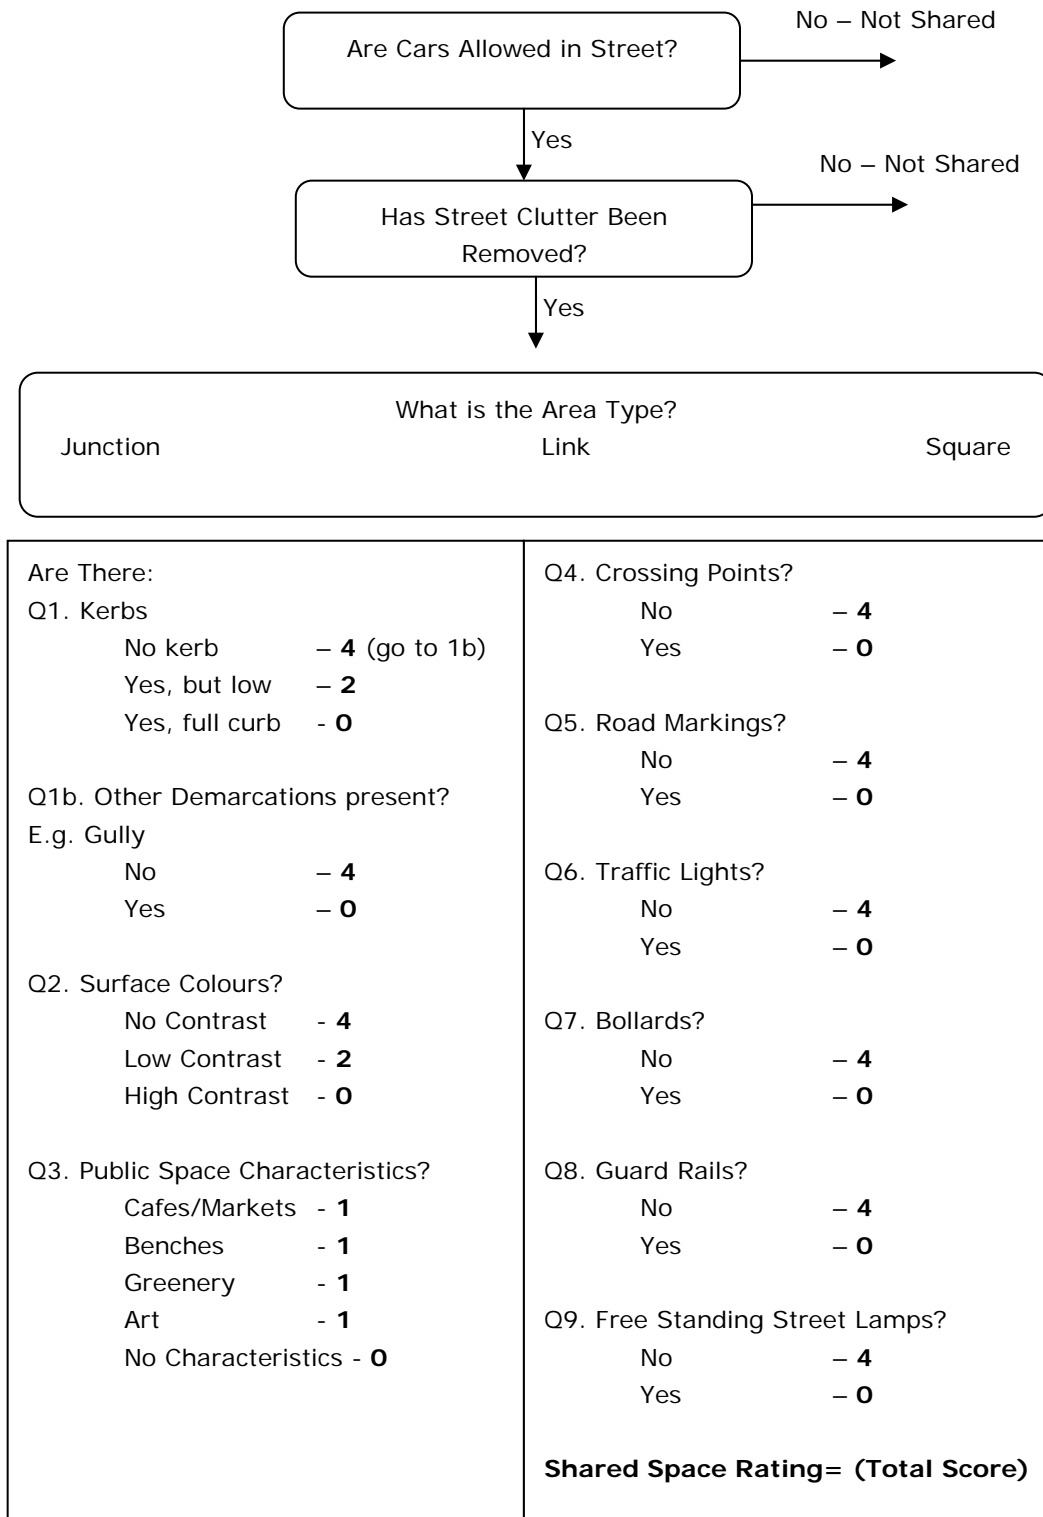 No – Not Shared
Are Cars Allowed in Street?
Yes
No – Not Shared
Has Street Clutter Been
Removed?
Yes
What is the Area Type?
Junction Link Square
Are There:
Q1. Kerbs
No kerb – 4 (go to 1b)
Yes, but low – 2
Yes, full curb - 0
Q1b. Other Demarcations present?
E.g. Gully
No – 4
Yes – 0
Q2. Surface Colours?
No Contrast - 4
Low Contrast - 2
High Contrast - 0
Q3. Public Space Characteristics?
Cafes/Markets - 1
Benches - 1
Greenery - 1
Art - 1
No Characteristics - 0
Q4. Crossing Points?
No – 4
Yes – 0
Q5. Road Markings?
No – 4
Yes – 0
Q6. Traffic Lights?
No – 4
Yes – 0
Q7. Bollards?
No – 4
Yes – 0
Q8. Guard Rails?
No – 4
Yes – 0
Q9. Free Standing Street Lamps?
No – 4
Yes – 0
Shared Space Rating= (Total Score)